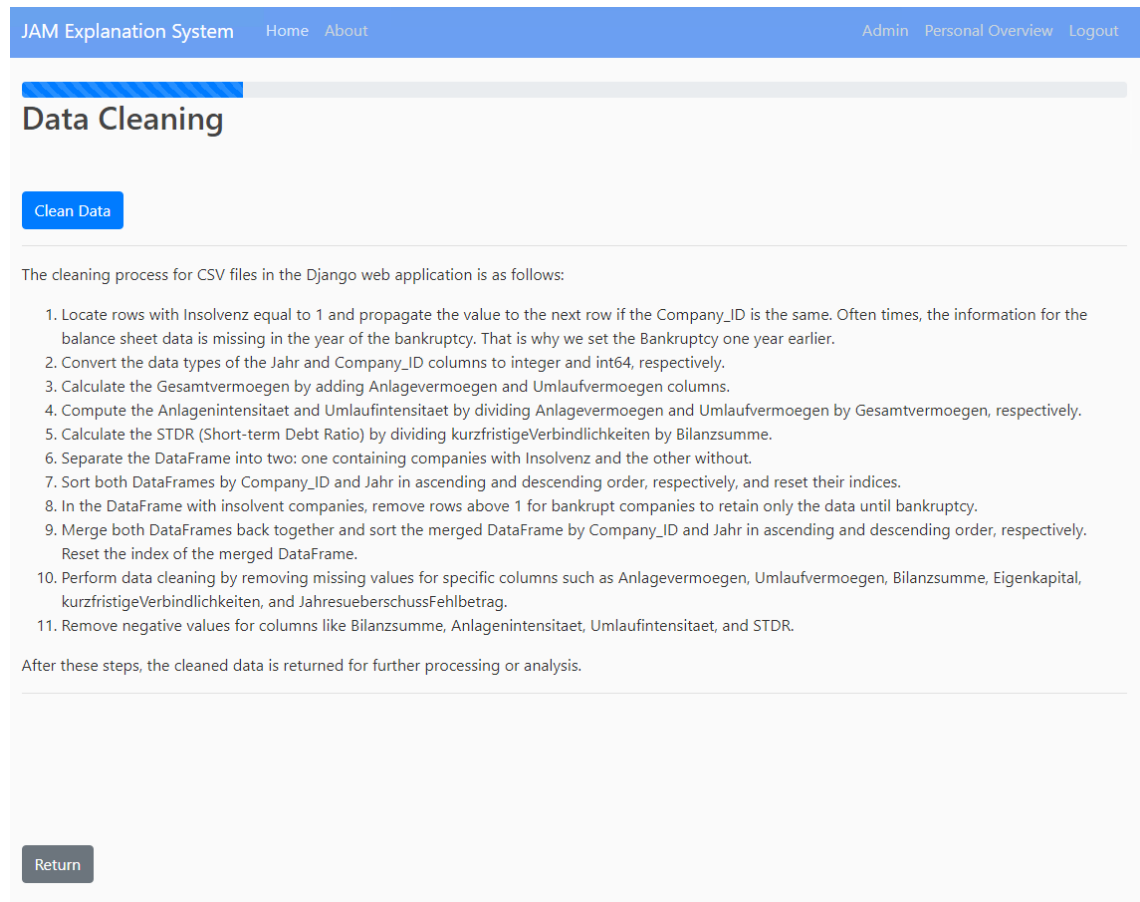 JAM Explanation System Home About Admin Personal Overview Logout
Data Cleaning
Clean Data
The cleaning process for CSV files in the Django web application is as follows:
1. Locate rows with Insolvenz equal to 1 and propagate the value to the next row if the Company_ID is the same. Often times, the information for the
balance sheet data is missing in the year of the bankruptcy. That is why we set the Bankruptcy one year earlier.
2. Convert the data types of the Jahr and Company_ID columns to integer and int64, respectively.
3. Calculate the Gesamtvermoegen by adding Anlagevermoegen and Umlaufvermoegen columns.
4. Compute the Anlagenintensitaet and Umlaufintensitaet by dividing Anlagevermoegen and Umlaufvermoegen by Gesamtvermoegen, respectively.
5. Calculate the STDR (Short-term Debt Ratio) by dividing kurzfristigeVerbindlichkeiten by Bilanzsumme.
6. Separate the DataFrame into two: one containing companies with Insolvenz and the other without.
7. Sort both DataFrames by Company_ID and Jahr in ascending and descending order, respectively, and reset their indices.
8. In the DataFrame with insolvent companies, remove rows above 1 for bankrupt companies to retain only the data until bankruptcy.
9. Merge both DataFrames back together and sort the merged DataFrame by Company_ID and Jahr in ascending and descending order, respectively.
Reset the index of the merged DataFrame.
10. Perform data cleaning by removing missing values for specific columns such as Anlagevermoegen, Umlaufvermoegen, Bilanzsumme, Eigenkapital,
kurzfristigeVerbindlichkeiten, and JahresueberschussFehlbetrag.
11. Remove negative values for columns like Bilanzsumme, Anlagenintensitaet, Umlaufintensitaet, and STDR.
After these steps, the cleaned data is returned for further processing or analysis.
Return